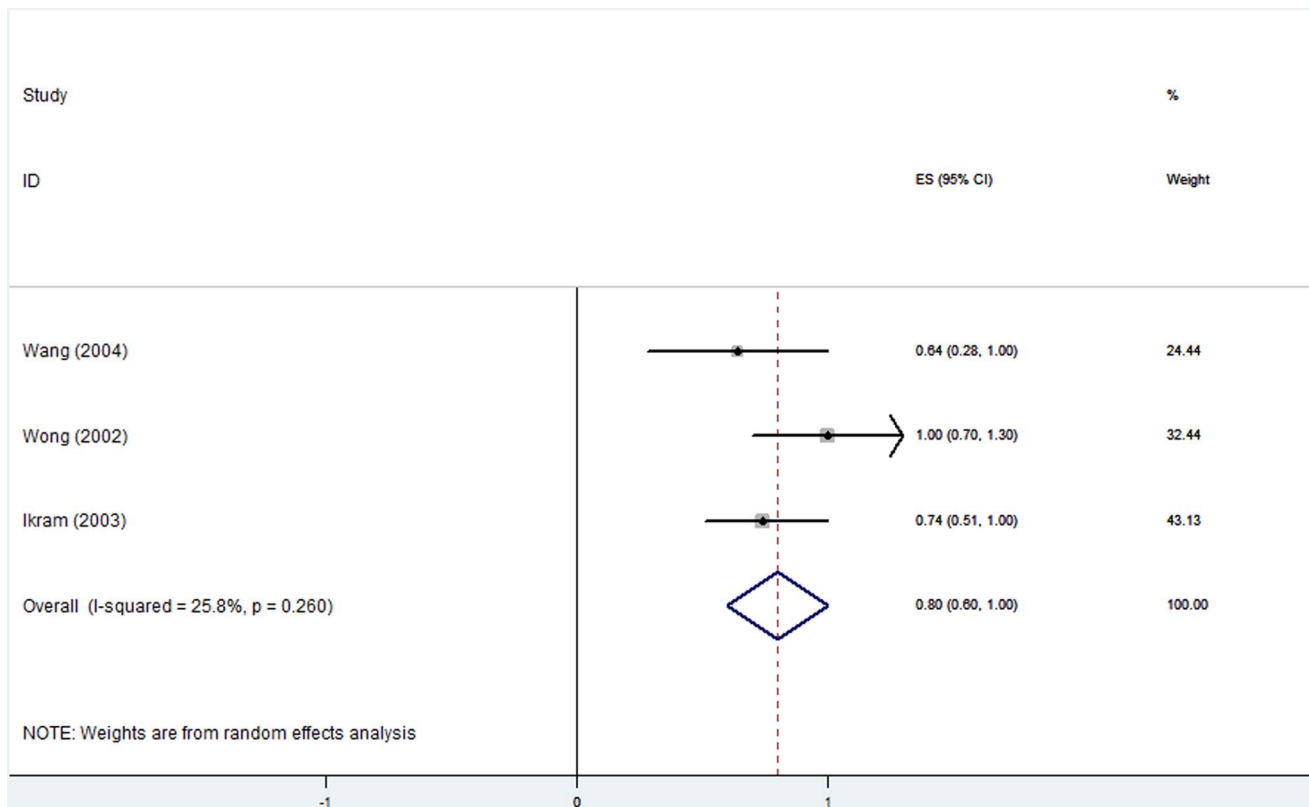 Study %
ID ES (95% CI) Weight
Wang (2004) 0.64 (0.28, 1.00) 24.44
Wong (2002) 1.00 (0.70, 1.30) 32.44
Ikram (2003) 0.74 (0.51, 1.00) 43.13
Overall (I-squared = 25.8%, p = 0.260) 0.80 (0.60, 1.00) 100.00
NOTE: Weights are from random effects analysis
-1 0 1